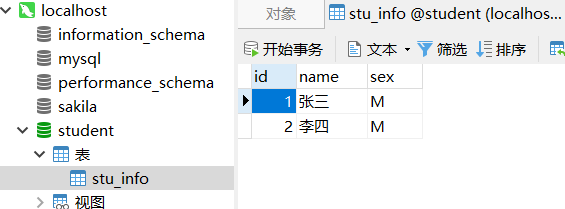 localhost
information_schema
mysql
performance_schema
sakila
student
表
stu_info
视图
对象
stu_info @student (localhos...
开始事务
文本
筛选
排序
id name sex
1 张三 M
2 李四 M